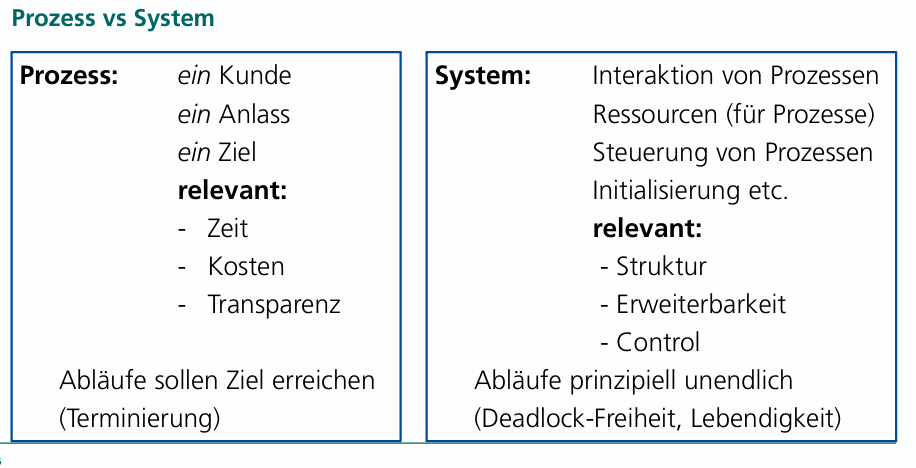 Prozess vs System
Prozess: ein Kunde
ein Anlass
ein Ziel
relevant:
- Zeit
- Kosten
- Transparenz
Abläufe sollen Ziel erreichen
(Terminierung)
System: Interaktion von Prozessen
Ressourcen (für Prozesse)
Steuerung von Prozessen
Initialisierung etc.
relevant:
- Struktur
- Erweiterbarkeit
- Control
Abläufe prinzipiell unendlich
(Deadlock-Freiheit, Lebendigkeit)